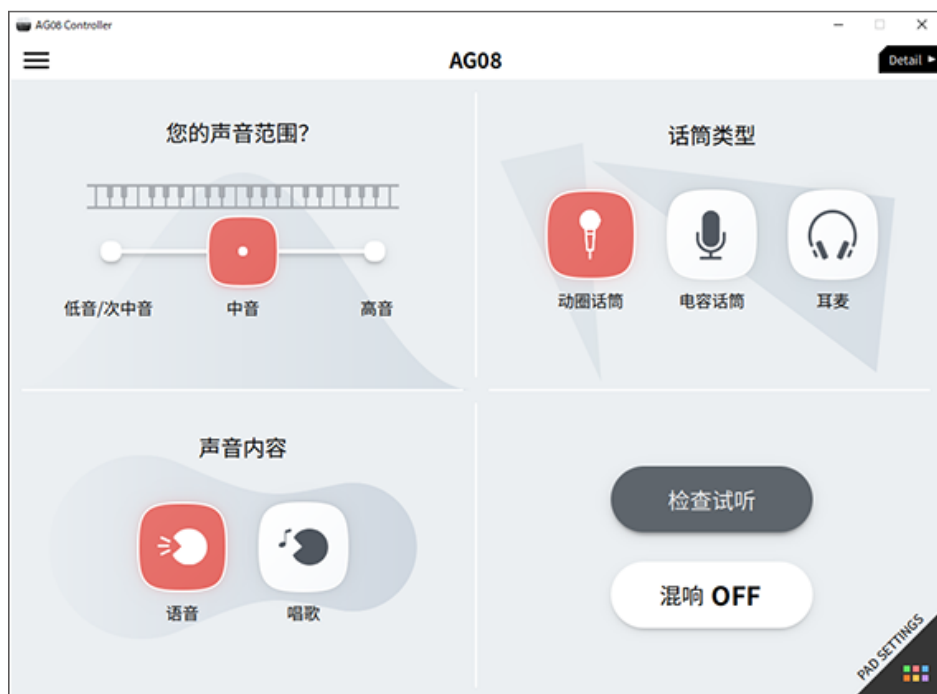 AG08 Controller
AG08
Detail
您的声音范围?
低音/次中音
中音
高音
话筒类型
动圈话筒
电容话筒
耳麦
声音内容
语音
唱歌
检查试听
混响 OFF
PAD SETTINGS